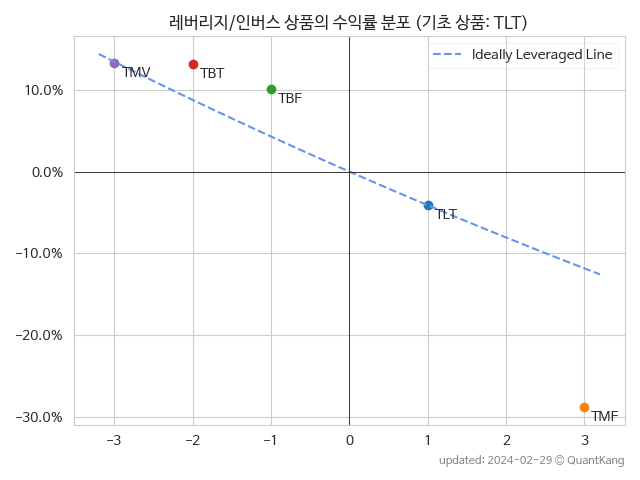 레버리지/인버스 상품의 수익률 분포 (기초 상품: TLT)
Ideally Leveraged Line
TMV
TBT
TBF
TLT
TMF
10.0%
0.0%
-10.0%
-20.0%
-30.0%
-3
-2
-1
0
1
2
3
updated: 2024-02-29 © QuantKang